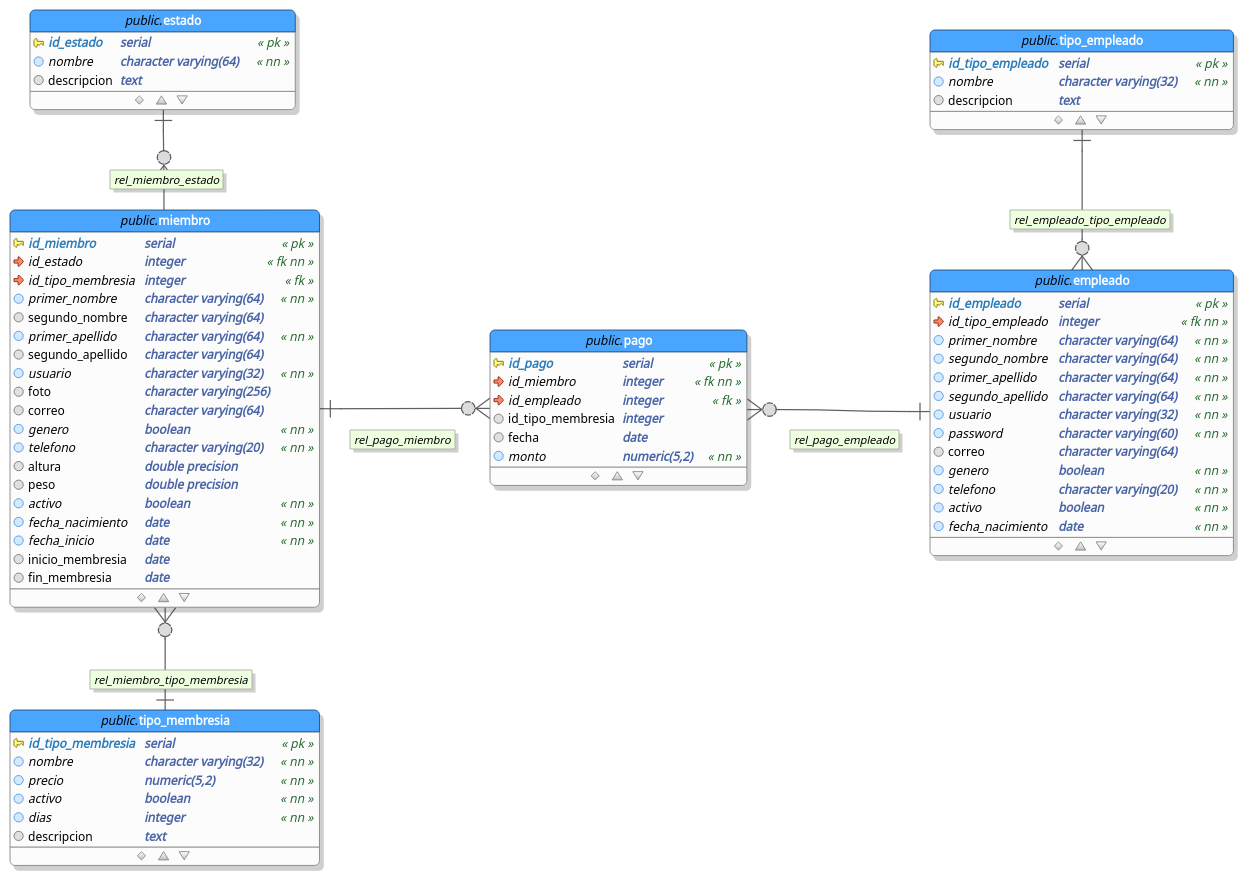 public.estado
id_estado serial « pk »
nombre character varying(64) « nn »
descripcion text
rel_miembro_estado
public.miembro
id_miembro serial « pk »
id_estado integer « fk nn »
id_tipo_membresia integer « fk »
primer_nombre character varying(64) « nn »
segundo_nombre character varying(64)
primer_apellido character varying(64) « nn »
segundo_apellido character varying(64)
usuario character varying(32) « nn »
foto character varying(256)
correo character varying(64)
genero boolean « nn »
telefono character varying(20) « nn »
altura double precision
peso double precision
activo boolean « nn »
fecha_nacimiento date « nn »
fecha_inicio date « nn »
inicio_membresia date
fin_membresia date
rel_miembro_tipo_membresia
public.tipo_membresia
id_tipo_membresia serial « pk »
nombre character varying(32) « nn »
precio numeric(5,2) « nn »
activo boolean « nn »
dias integer « nn »
descripcion text
rel_pago_miembro
public.pago
id_pago serial « pk »
id_miembro integer « fk nn »
id_empleado integer « fk »
id_tipo_membresia integer
fecha date
monto numeric(5,2) « nn »
rel_pago_empleado
public.tipo_empleado
id_tipo_empleado serial « pk »
nombre character varying(32) « nn »
descripcion text
rel_empleado_tipo_empleado
public.empleado
id_empleado serial « pk »
id_tipo_empleado integer « fk nn »
primer_nombre character varying(64) « nn »
segundo_nombre character varying(64) « nn »
primer_apellido character varying(64) « nn »
segundo_apellido character varying(64) « nn »
usuario character varying(32) « nn »
password character varying(60) « nn »
correo character varying(64)
genero boolean « nn »
telefono character varying(20) « nn »
activo boolean « nn »
fecha_nacimiento date « nn »